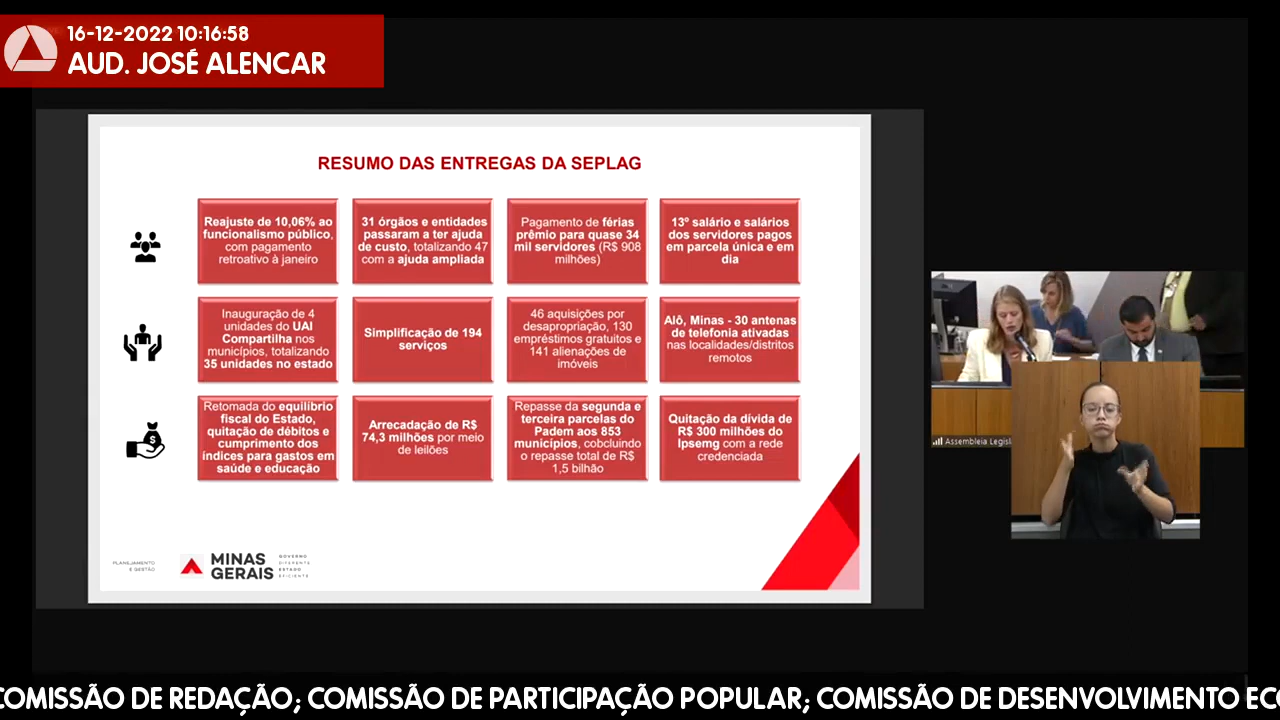 16-12-2022 10:16:58
AUD. JOSÉ ALENCAR
RESUMO DAS ENTREGAS DA SEPLAG
Reajuste de 10,06% ao
funcionalismo público,
com pagamento
retroativo à janeiro
31 órgãos e entidades
passaram a ter ajuda
de custo, totalizando 47
com a ajuda ampliada
Pagamento de férias
prêmio para quase 34
mil servidores (R$ 908
milhões)
13º salário e salários
dos servidores pagos
em parcela única e em
dia
Inauguração de 4
unidades do UAI
Compartilha nos
municípios, totalizando
35 unidades no estado
Simplificação de 194
serviços
46 aquisições por
desapropriação, 130
empréstimos gratuitos e
141 alienações de
imóveis
Alô, Minas - 30 antenas
de telefonia ativadas
nas localidades/distritos
remotos
Retomada do equilíbrio
fiscal do Estado,
quitação de débitos e
cumprimento dos
índices para gastos em
saúde e educação
Arrecadação de R$
74,3 milhões por meio
de leilões
Repasse da segunda e
terceira parcelas do
Padem aos 853
municípios, cobcluindo
o repasse total de R$
1,5 bilhão
Quitação da dívida de
R$ 300 milhões do
Ipsemg com a rede
credenciada
PLANEJAMENTO
E GESTÃO
MINAS
GERAIS
GOVERNO
DIFERENTE
ESTADO
EFICIENTE
Assembleia Legisl
COMISSÃO DE REDAÇÃO; COMISSÃO DE PARTICIPAÇÃO POPULAR; COMISSÃO DE DESENVOLVIMENTO EC